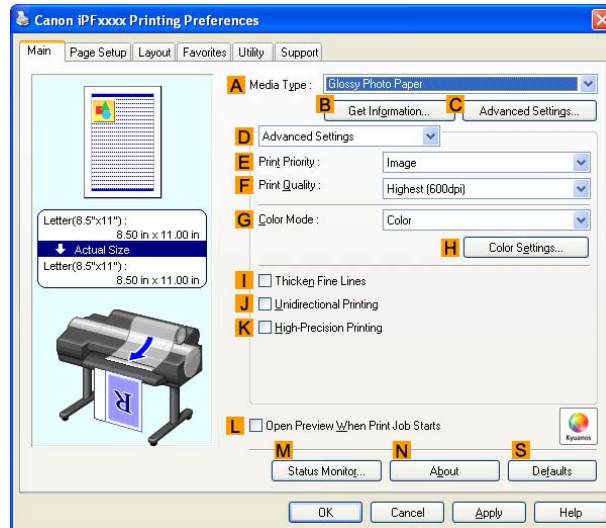 Canon iPFxxxx Printing Preferences
Main Page Setup Layout Favorites Utility Support
A Media Type : Glossy Photo Paper
B Get Information... C Advanced Settings...
D Advanced Settings
E Print Priority : Image
F Print Quality : Highest (600dpi)
G Color Mode : Color
H Color Settings...
Letter(8.5"x11") :
8.50 in x 11.00 in
Actual Size
Letter(8.5"x11") :
8.50 in x 11.00 in
R
I Thicken Fine Lines
J Unidirectional Printing
K High-Precision Printing
L Open Preview When Print Job Starts
Kyuanos
M Status Monitor... N About S Defaults
OK Cancel Apply Help